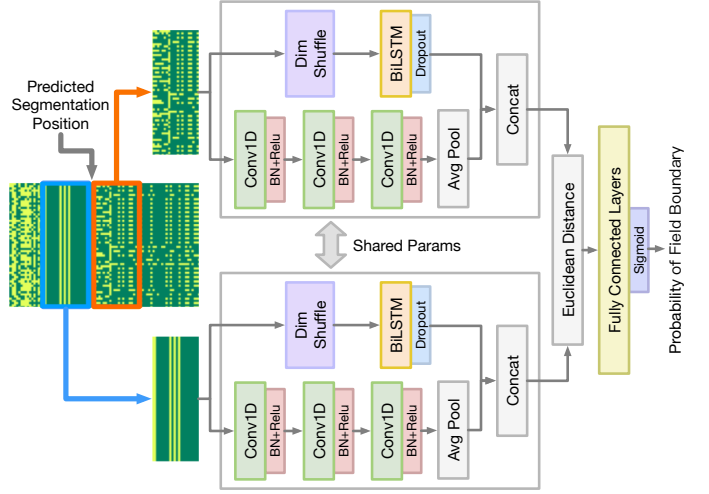 Predicted
Segmentation
Position
Dim
Shuffle
BiLSTM
Dropout
Conv1D
BN+Relu
Conv1D
BN+Relu
Conv1D
BN+Relu
Avg Pool
Concat
Shared Params
Dim
Shuffle
BiLSTM
Dropout
Conv1D
BN+Relu
Conv1D
BN+Relu
Conv1D
BN+Relu
Avg Pool
Concat
Euclidean Distance
Fully Connected Layers
Sigmoid
Probability of Field Boundary